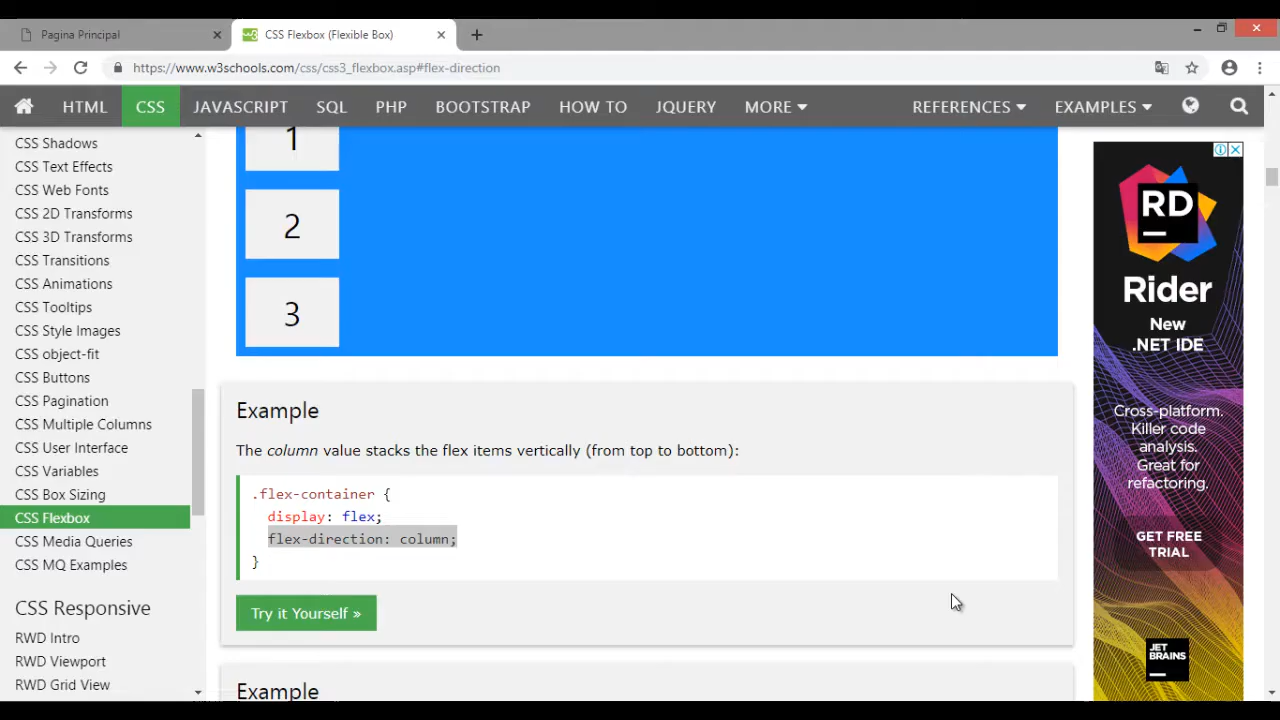 Pagina Principal
CSS Flexbox (Flexible Box)
https://www.w3schools.com/css/css3_flexbox.asp#flex-direction
HTML CSS JAVASCRIPT SQL PHP BOOTSTRAP HOW TO JQUERY MORE REFERENCES EXAMPLES
CSS Shadows
CSS Text Effects
CSS Web Fonts
CSS 2D Transforms
CSS 3D Transforms
CSS Transitions
CSS Animations
CSS Tooltips
CSS Style Images
CSS object-fit
CSS Buttons
CSS Pagination
CSS Multiple Columns
CSS User Interface
CSS Variables
CSS Box Sizing
CSS Flexbox
CSS Media Queries
CSS MQ Examples
CSS Responsive
RWD Intro
RWD Viewport
RWD Grid View
1
2
3
Example
The column value stacks the flex items vertically (from top to bottom):
.flex-container {
display: flex;
flex-direction: column;
}
Try it Yourself »
Example
RD
Rider
New
.NET IDE
Cross-platform.
Killer code
analysis.
Great for
refactoring.
GET FREE
TRIAL
JET
BRAINS